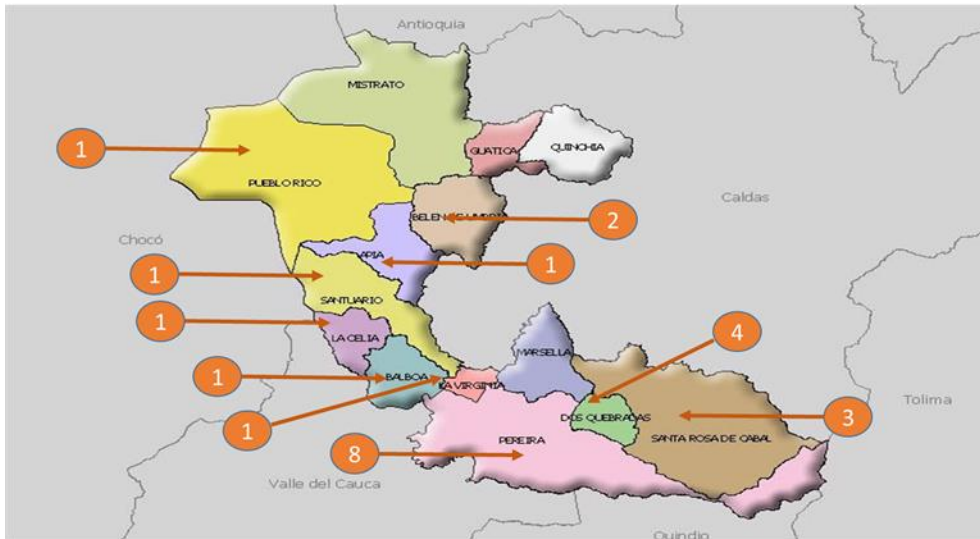 Antioquia
MISTRATO
1
GUATICA
QUINCHIA
PUEBLO RICO
Caldas
2
Chocó
APIA
1
1
SANTUARIO
1
LA CELIA
4
MARSELLA
1
BALBOA
LA VIRGINIA
Tolima
1
DOS QUEBRADAS
3
PEREIRA
SANTA ROSA DE CABAL
8
Valle del Cauca
Quindio